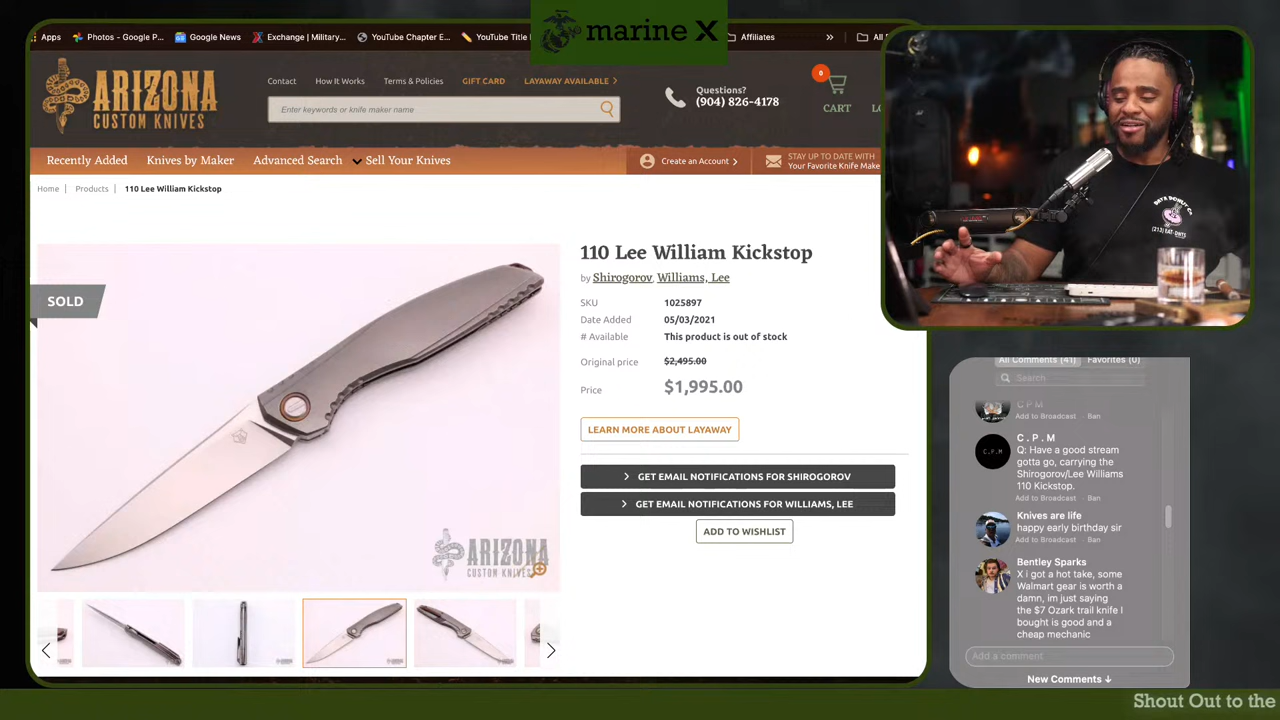 marine X
Apps
Photos - Google P...
Google News
Exchange | Military...
YouTube Chapter E...
YouTube Title
Affiliates
»
All
ARIZONA
CUSTOM KNIVES
Contact
How It Works
Terms & Policies
GIFT CARD
LAYAWAY AVAILABLE
Enter keywords or knife maker name
Questions?
(904) 826-4178
0
CART
Recently Added
Knives by Maker
Advanced Search
Sell Your Knives
Create an Account
STAY UP TO DATE WITH
Your Favorite Knife Make
Home
Products
110 Lee William Kickstop
SOLD
ARIZONA
CUSTOM KNIVES
110 Lee William Kickstop
by Shirogorov, Williams, Lee
SKU 1025897
Date Added 05/03/2021
# Available This product is out of stock
Original price $2,495.00
Price $1,995.00
LEARN MORE ABOUT LAYAWAY
GET EMAIL NOTIFICATIONS FOR SHIROGOROV
GET EMAIL NOTIFICATIONS FOR WILLIAMS, LEE
ADD TO WISHLIST
All Comments (41)
Favorites (0)
Search
C P M
Add to Broadcast · Ban
C . P . M
Q: Have a good stream
gotta go, carrying the
Shirogorov/Lee Williams
110 Kickstop.
Add to Broadcast · Ban
Knives are life
happy early birthday sir
Add to Broadcast · Ban
Bentley Sparks
X i got a hot take, some
Walmart gear is worth a
damn, im just saying
the $7 Ozark trail knife I
bought is good and a
cheap mechanic
Add a comment
New Comments ↓
Shout Out to the